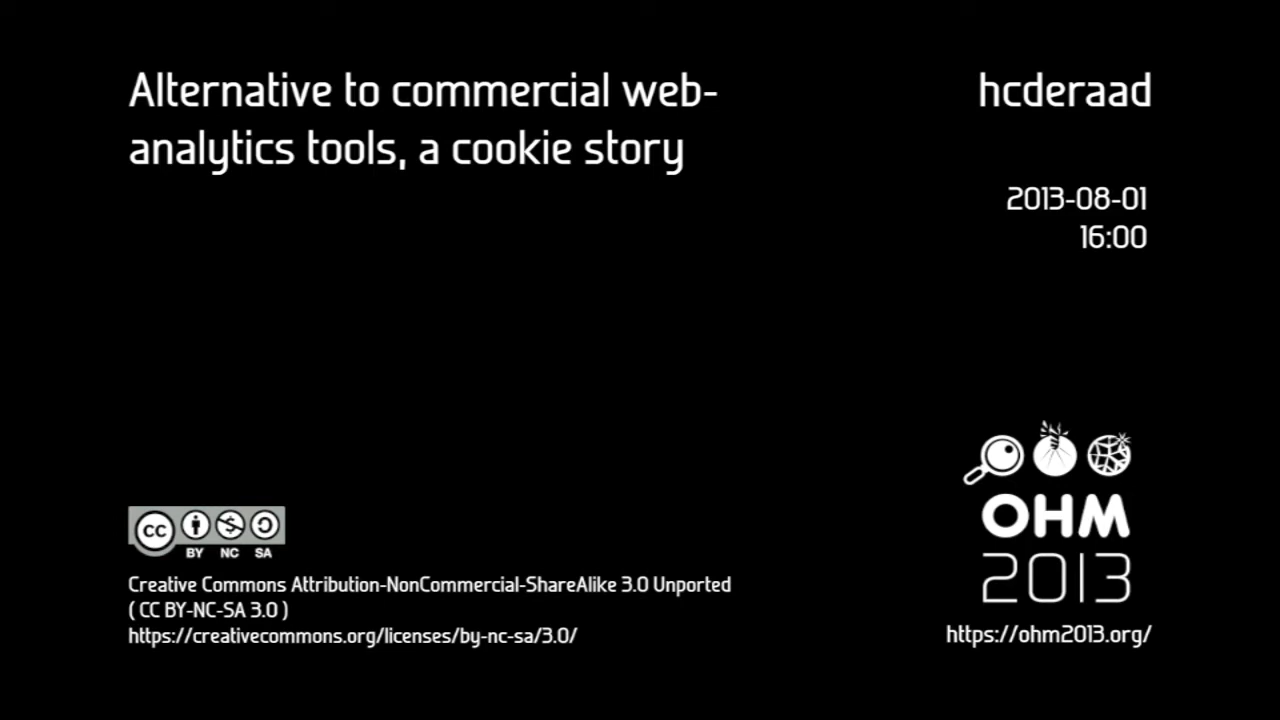 Alternative to commercial web-
analytics tools, a cookie story
hcderaad
2013-08-01
16:00
CC
BY NC SA
Creative Commons Attribution-NonCommercial-ShareAlike 3.0 Unported
( CC BY-NC-SA 3.0 )
https://creativecommons.org/licenses/by-nc-sa/3.0/
OHM
2013
https://ohm2013.org/